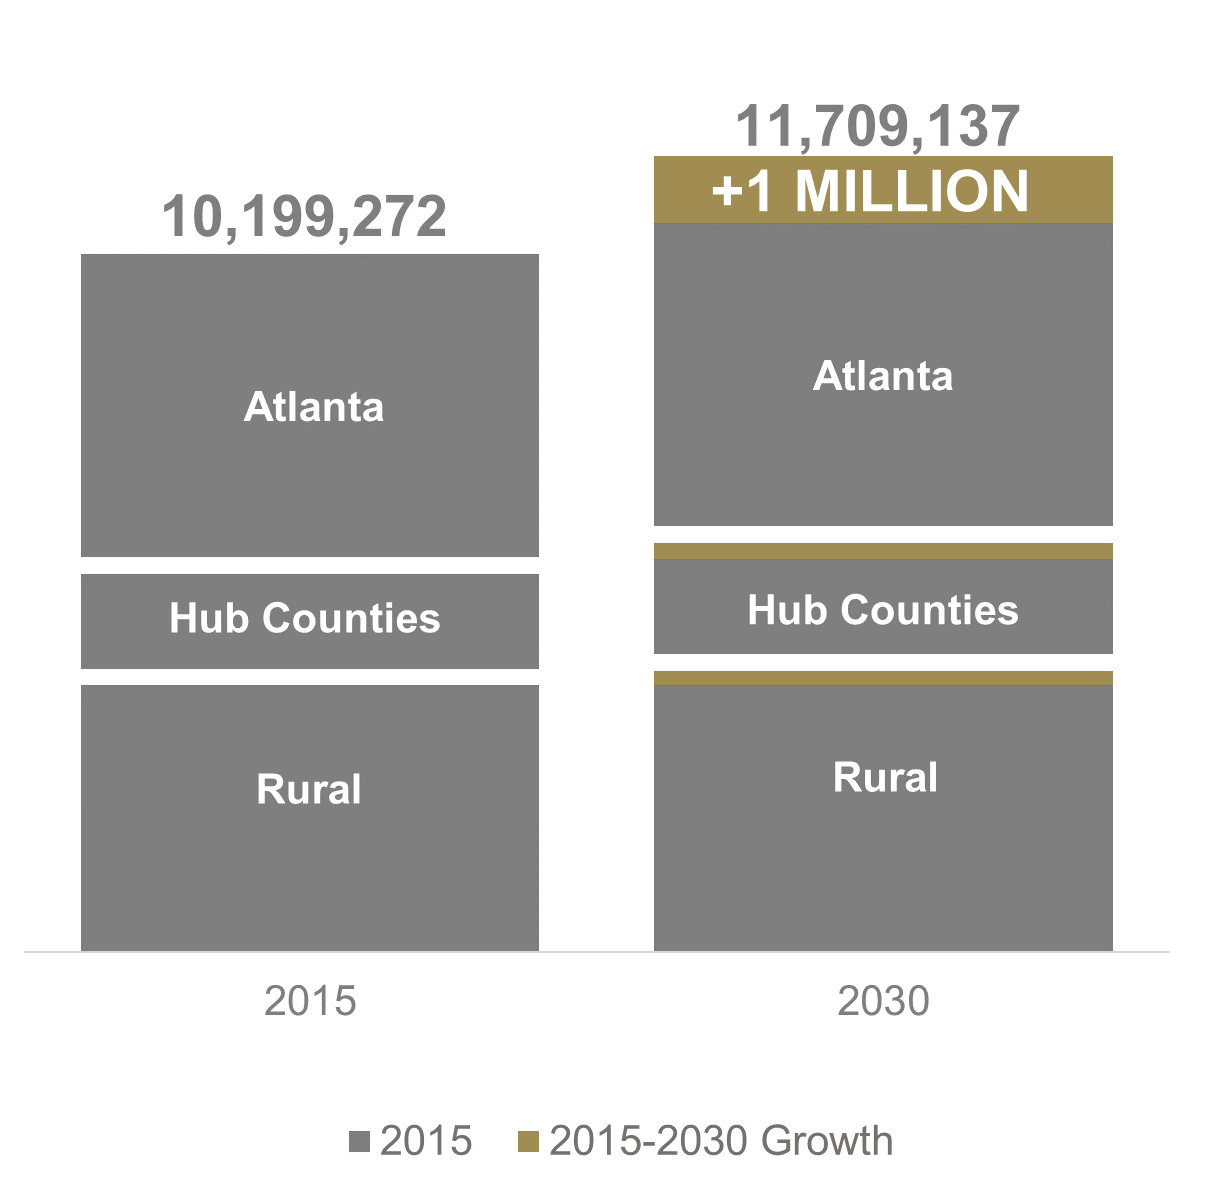 10,199,272
Atlanta
Hub Counties
Rural
2015
11,709,137
+1 MILLION
Atlanta
Hub Counties
Rural
2030
2015
2015-2030 Growth